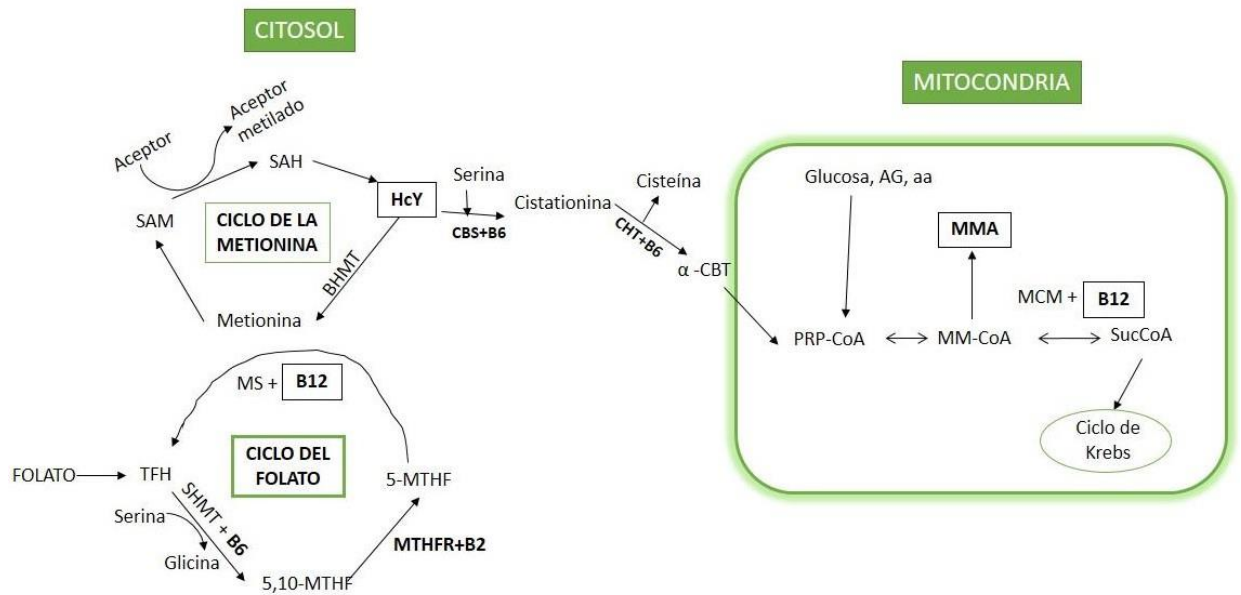 CITOSOL
MITOCONDRIA
Aceptor
Aceptor
metilado
SAH
SAM
CICLO DE LA
METIONINA
HcY
Serina
CBS+B6
Cistationina
Cisteína
CHT+B6
α -CBT
BHMT
Metionina
Glucosa, AG, aa
MMA
MCM + B12
PRP-CoA
MM-CoA
SucCoA
Ciclo de
Krebs
MS + B12
CICLO DEL
FOLATO
FOLATO
TFH
5-MTHF
SHMT + B6
Serina
Glicina
MTHFR+B2
5,10-MTHF